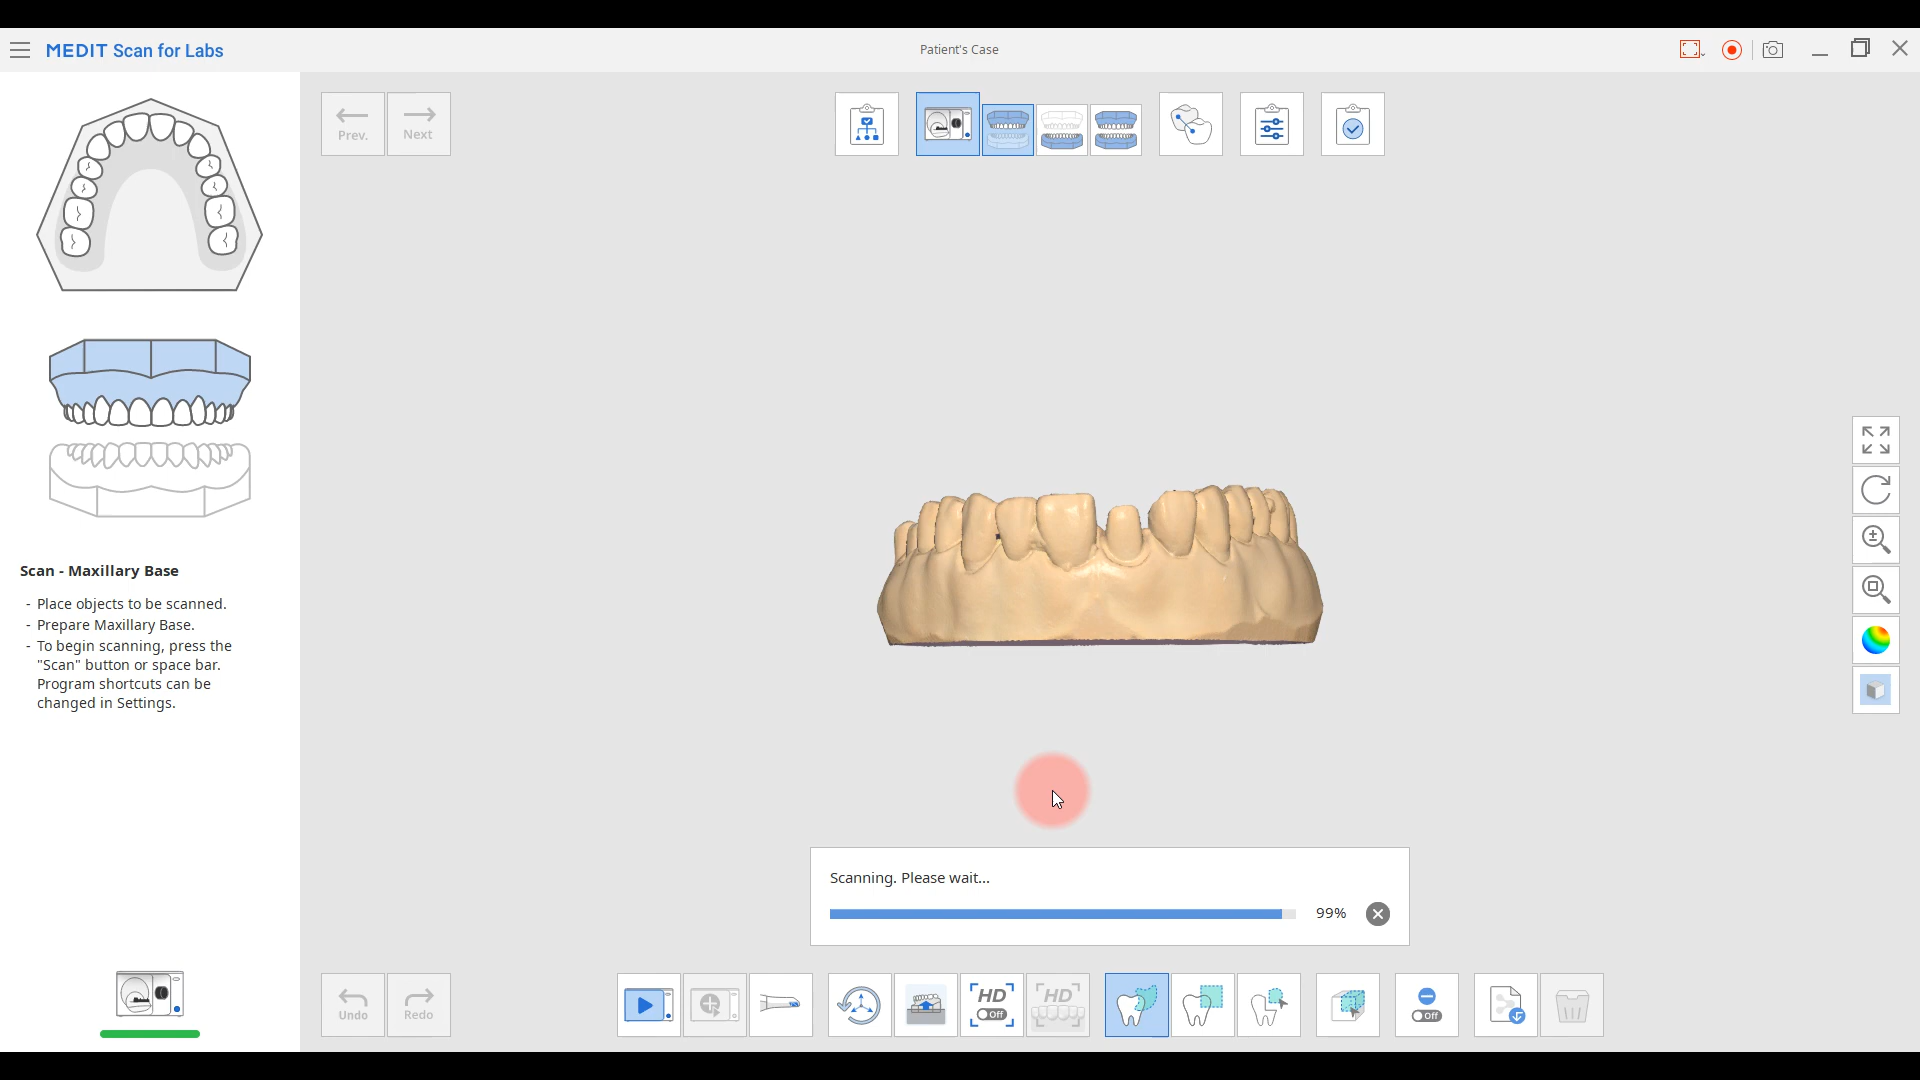 MEDIT Scan for Labs
Patient's Case
Prev.
Next
Scan - Maxillary Base
- Place objects to be scanned.
- Prepare Maxillary Base.
- To begin scanning, press the
"Scan" button or space bar.
Program shortcuts can be
changed in Settings.
Scanning. Please wait...
99%
Undo
Redo
HD
Off
HD
Off